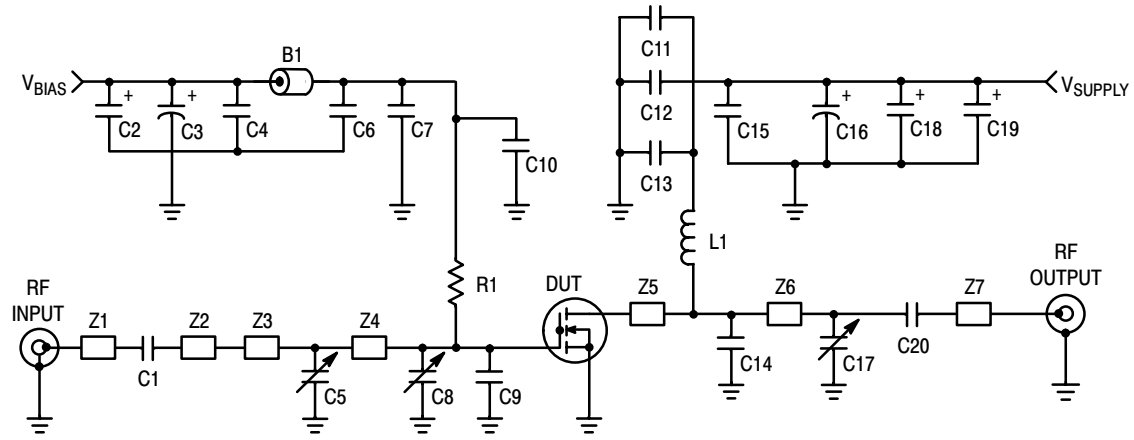 C11
B1
V_BIAS
+
+
C12
V_SUPPLY
+
+
+
C2
C3
C4
C6
C7
C15
C16
C18
C19
C10
C13
L1
RF
INPUT
R1
DUT
Z5
Z6
Z7
RF
OUTPUT
Z1
Z2
Z3
Z4
C1
C5
C8
C9
C14
C17
C20